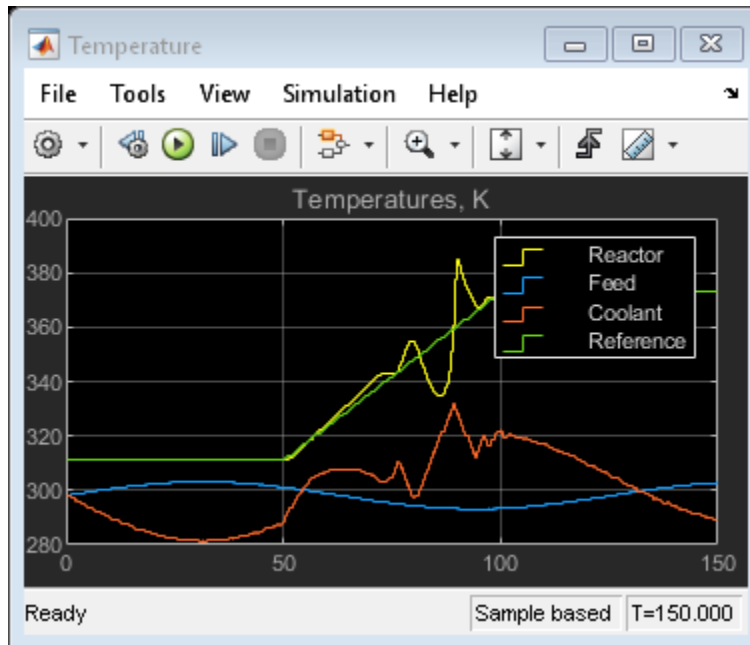 Temperature
File Tools View Simulation Help
Temperatures, K
400
380
360
340
320
300
280
0 50 100 150
Reactor
Feed
Coolant
Reference
Ready Sample based T=150.000